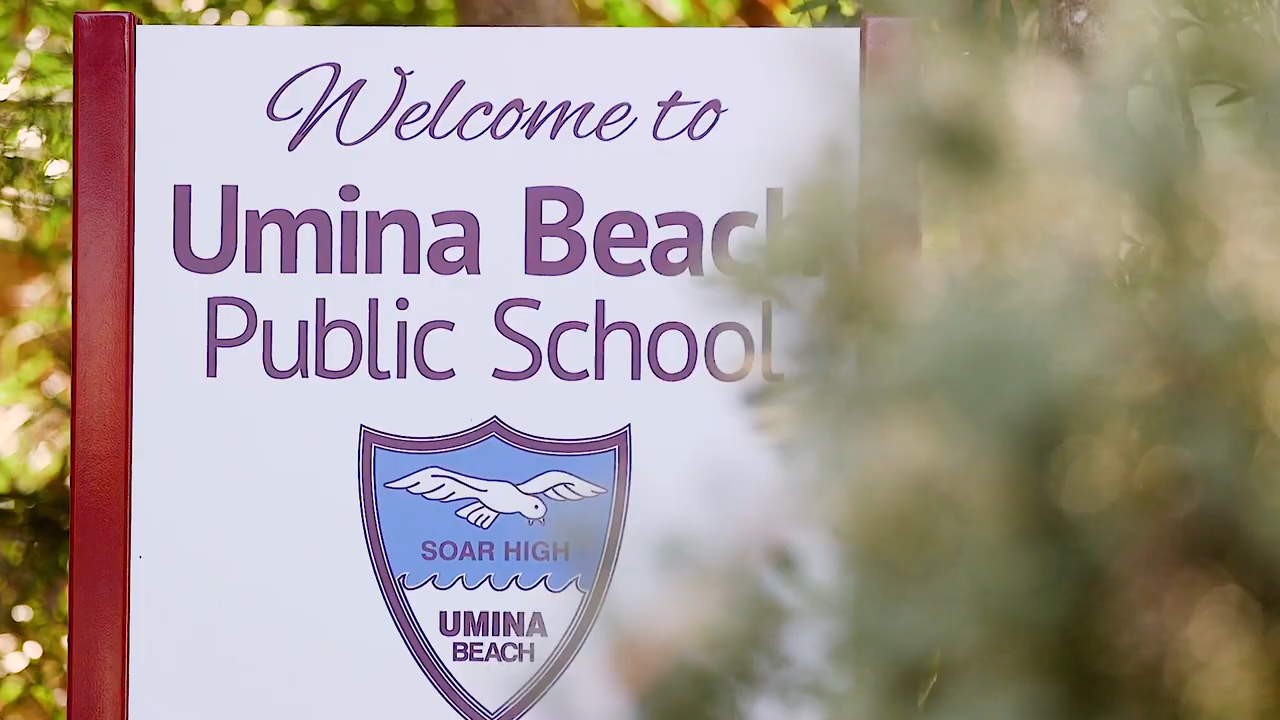 Welcome to
Umina Beach
Public School
SOAR HIGH
UMINA
BEACH